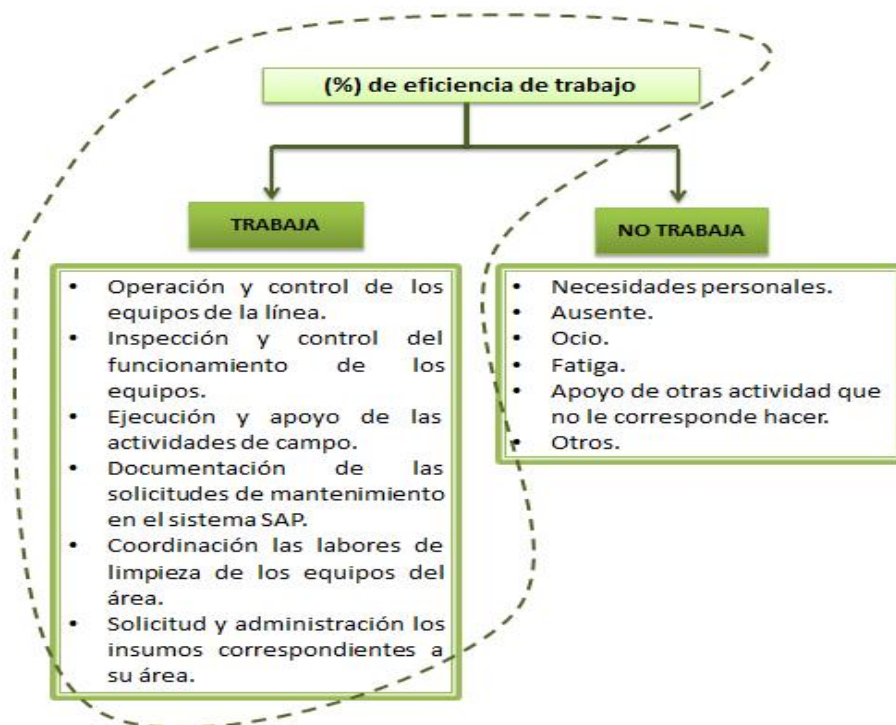 (%) de eficiencia de trabajo
TRABAJA
• Operación y control de los
equipos de la línea.
• Inspección y control del
funcionamiento de los
equipos.
• Ejecución y apoyo de las
actividades de campo.
• Documentación de las
solicitudes de mantenimiento
en el sistema SAP.
• Coordinación las labores de
limpieza de los equipos del
área.
• Solicitud y administración los
insumos correspondientes a
su área.
NO TRABAJA
• Necesidades personales.
• Ausente.
• Ocio.
• Fatiga.
• Apoyo de otras actividad que
no le corresponde hacer.
• Otros.